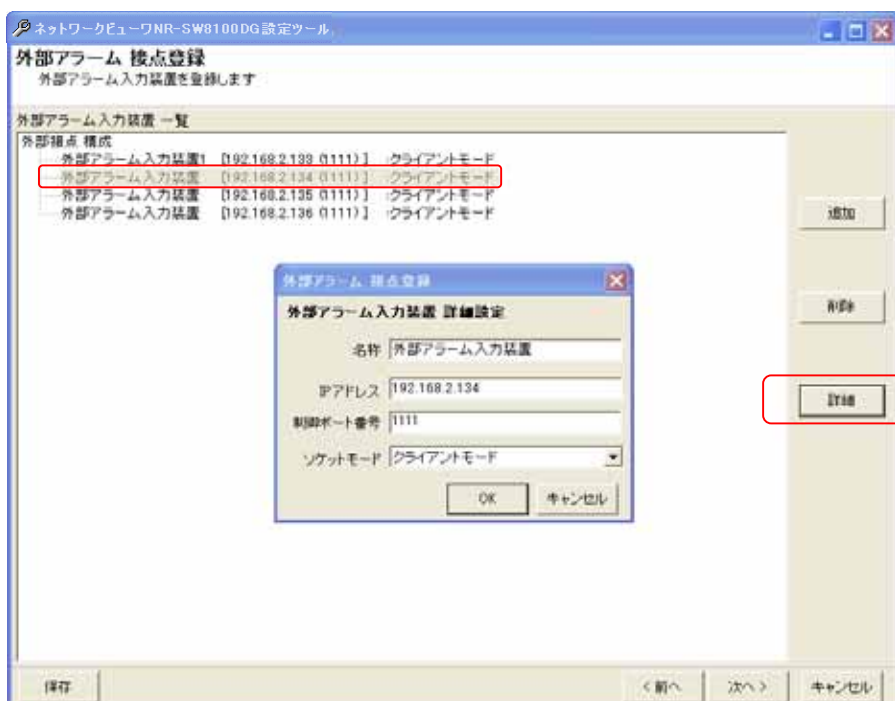 ネットワークビューワNR-SW8100DG設定ツール
外部アラーム 接点登録
外部アラーム入力装置を登録します
外部アラーム入力装置 一覧
外部接点 構成
外部アラーム入力装置1 [192.168.2.133 (1111)] :クライアントモード
外部アラーム入力装置 [192.168.2.134 (1111)] :クライアントモード
外部アラーム入力装置 [192.168.2.135 (1111)] :クライアントモード
外部アラーム入力装置 [192.168.2.136 (1111)] :クライアントモード
追加
削除
詳細
外部アラーム 接点登録
外部アラーム入力装置 詳細設定
名称 外部アラーム入力装置
IPアドレス 192.168.2.134
制御ポート番号 1111
ソケットモード クライアントモード
OK キャンセル
保存 < 前へ 次へ > キャンセル